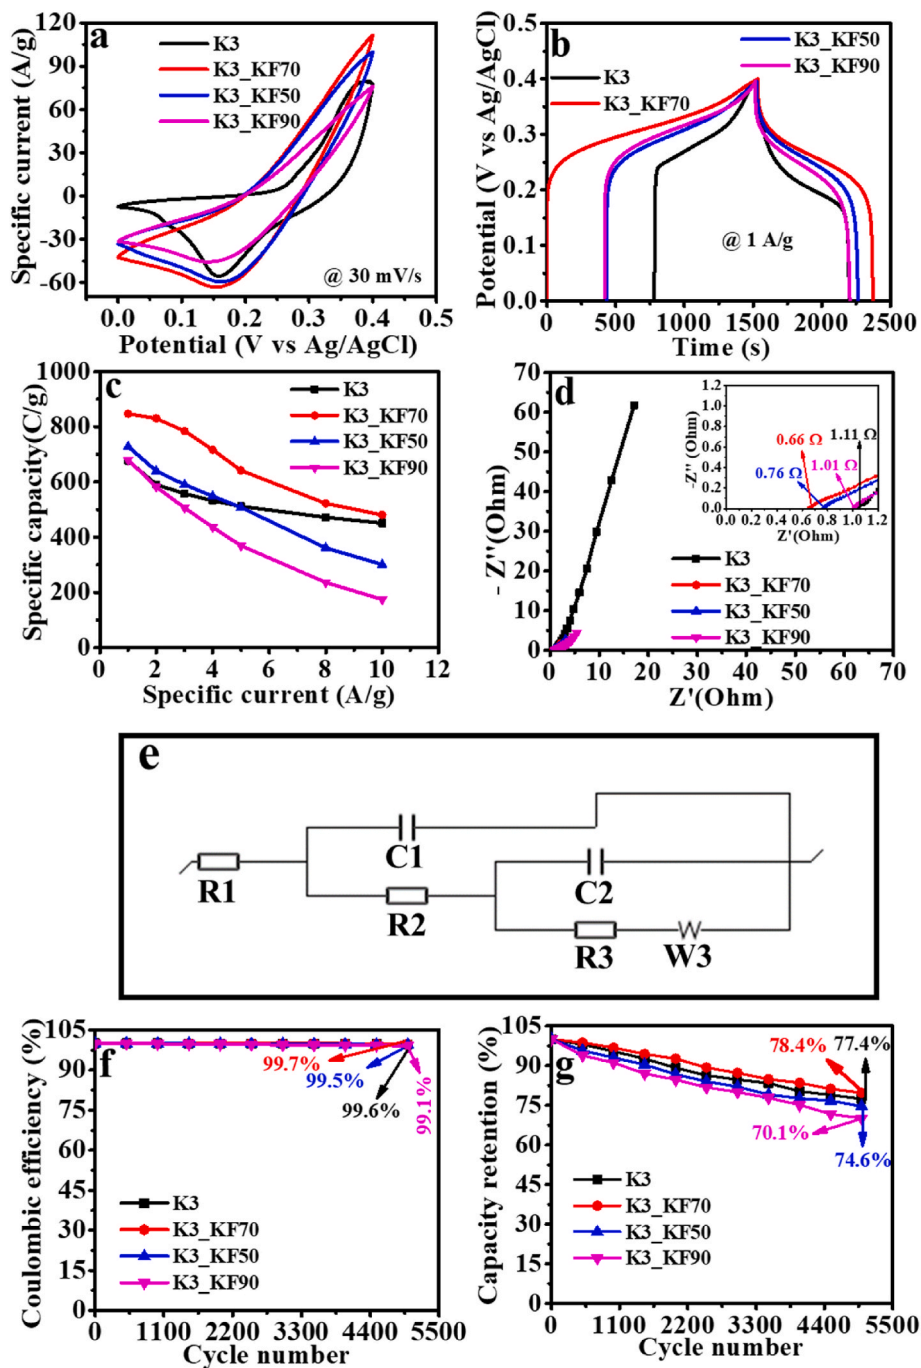 a
K3
K3_KF70
K3_KF50
K3_KF90
@ 30 mV/s
120
90
60
30
0
-30
-60
0.0 0.1 0.2 0.3 0.4 0.5
Specific current (A/g)
Potential (V vs Ag/AgCl)
b
K3_KF50
K3_KF90
K3
K3_KF70
@ 1 A/g
0.5
0.4
0.3
0.2
0.1
0.0
0 500 1000 1500 2000 2500
Potential (V vs Ag/AgCl)
Time (s)
c
K3
K3_KF70
K3_KF50
K3_KF90
1000
800
600
400
200
0
0 2 4 6 8 10 12
Specific capacity(C/g)
Specific current (A/g)
d
1.2
1.0
0.8
0.6
0.4
0.2
0.0
0.0 0.2 0.4 0.6 0.8 1.0 1.2
-Z''(Ohm)
Z'(Ohm)
0.66 Ω
1.11 Ω
0.76 Ω
1.01 Ω
K3
K3_KF70
K3_KF50
K3_KF90
70
60
50
40
30
20
10
0
0 10 20 30 40 50 60 70
- Z''(Ohm)
Z'(Ohm)
e
C1
R1
C2
R2
R3
W3
f
99.7%
99.5%
99.6%
99.1%
K3
K3_KF70
K3_KF50
K3_KF90
105
90
75
60
45
30
15
0
0 1100 2200 3300 4400 5500
Coulombic efficiency (%)
Cycle number
g
78.4%
77.4%
70.1%
74.6%
K3
K3_KF70
K3_KF50
K3_KF90
105
90
75
60
45
30
15
0
0 1100 2200 3300 4400 5500
Capacity retention (%)
Cycle number